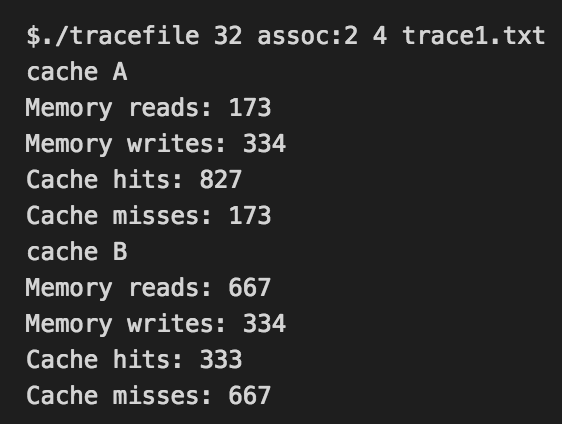 $./tracefile 32 assoc:2 4 trace1.txt
cache A
Memory reads: 173
Memory writes: 334
Cache hits: 827
Cache misses: 173
cache B
Memory reads: 667
Memory writes: 334
Cache hits: 333
Cache misses: 667